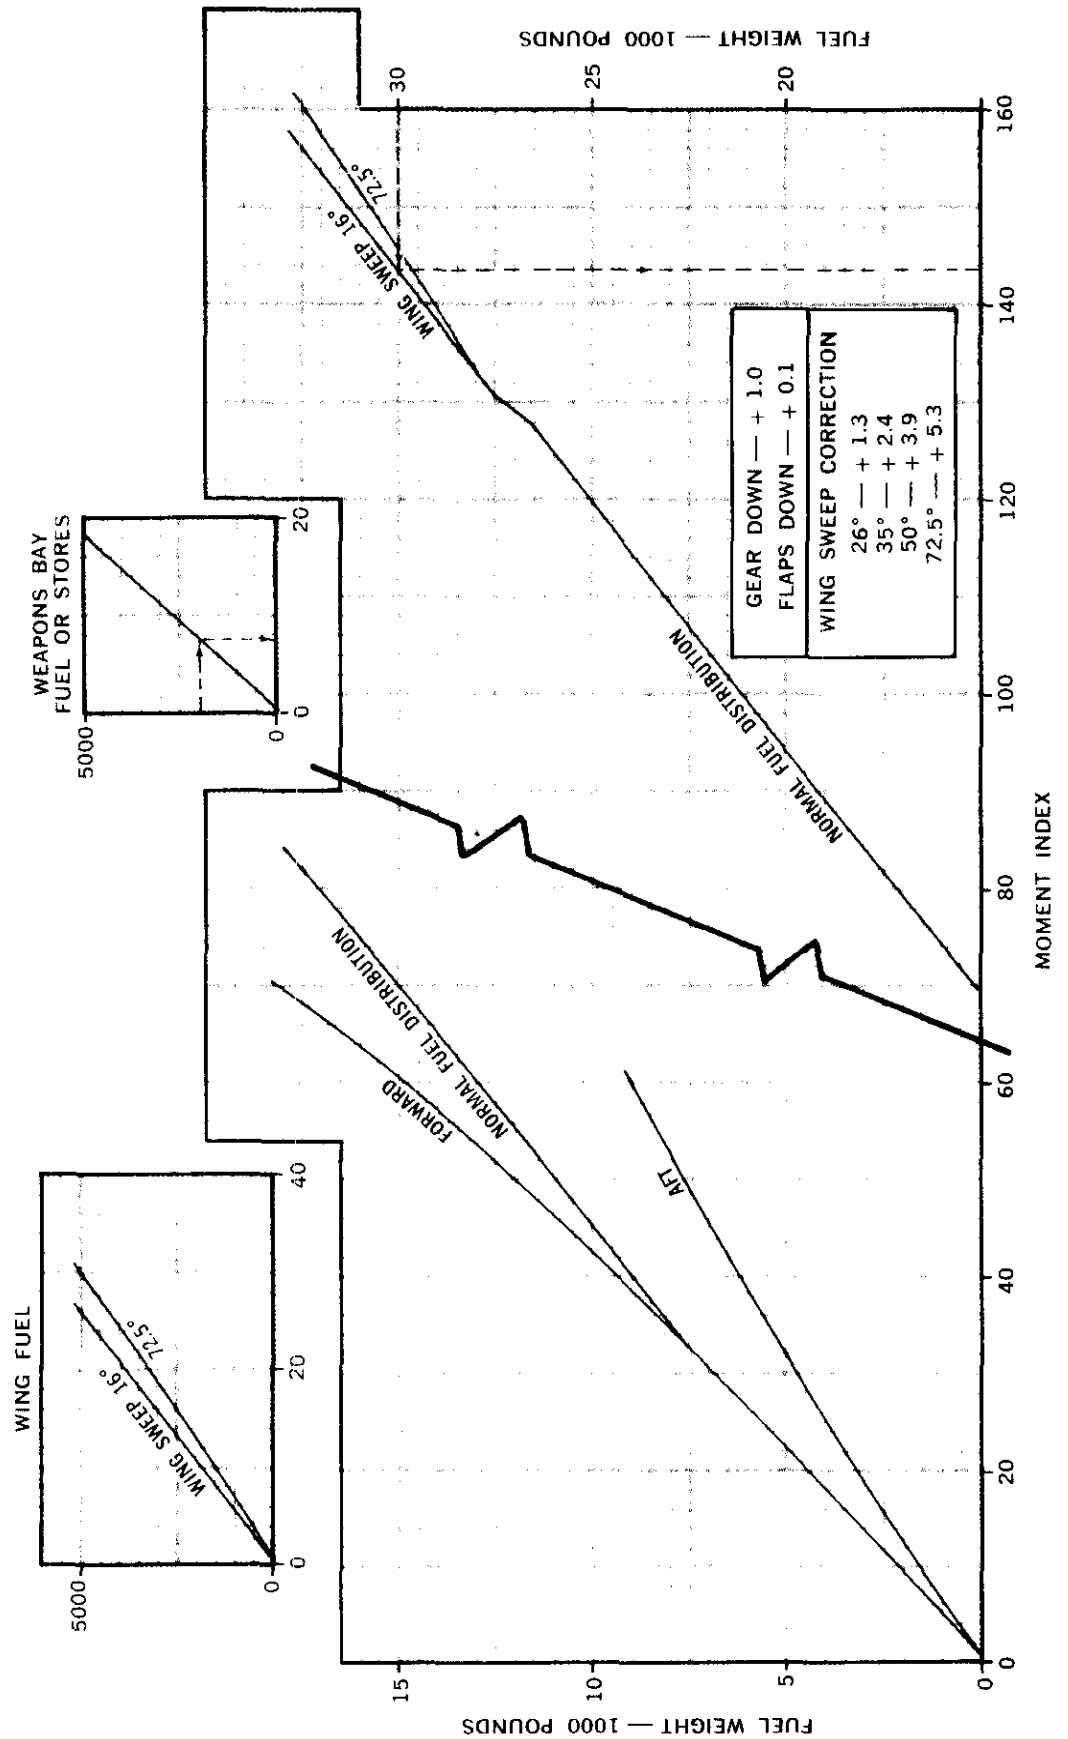 WING FUEL
5000
0
WING SWEEP 16°
72.5°
0
20
40
WEAPONS BAY
FUEL OR STORES
5000
0
0
20
FUEL WEIGHT — 1000 POUNDS
15
10
5
0
FORWARD
NORMAL FUEL DISTRIBUTION
AFT
NORMAL FUEL DISTRIBUTION
WING SWEEP 16°
72.5°
GEAR DOWN — + 1.0
FLAPS DOWN — + 0.1
WING SWEEP CORRECTION
26° — + 1.3
35° — + 2.4
50° — + 3.9
72.5° — + 5.3
30
25
20
FUEL WEIGHT — 1000 POUNDS
0
20
40
60
80
100
120
140
160
MOMENT INDEX